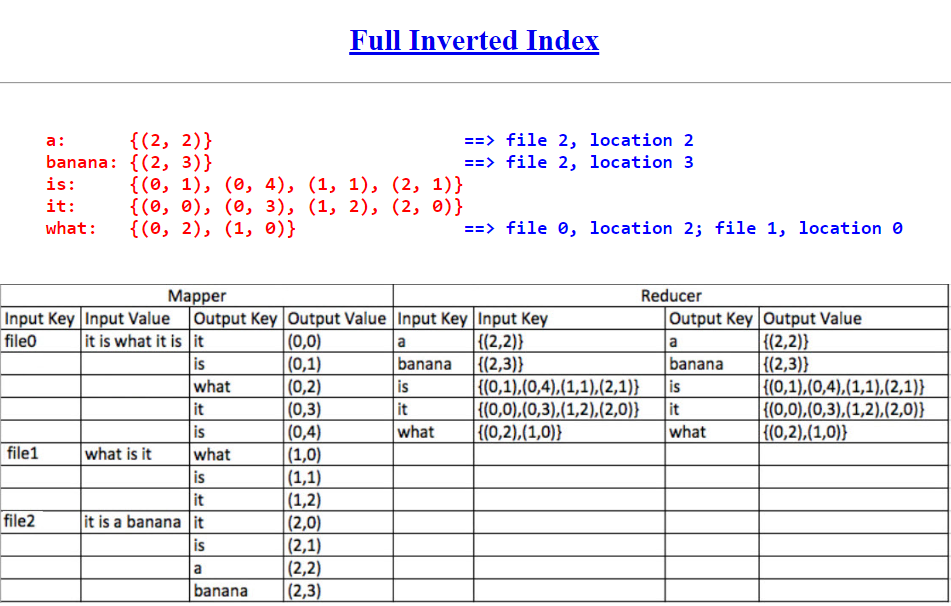 Full Inverted Index
a: {(2, 2)} ==> file 2, location 2
banana: {(2, 3)} ==> file 2, location 3
is: {(0, 1), (0, 4), (1, 1), (2, 1)}
it: {(0, 0), (0, 3), (1, 2), (2, 0)}
what: {(0, 2), (1, 0)} ==> file 0, location 2; file 1, location 0
Mapper Reducer
Input Key Input Value Output Key Output Value Input Key Input Key Output Key Output Value
file0 it is what it is it (0,0) a {(2,2)} a {(2,2)}
is (0,1) banana {(2,3)} banana {(2,3)}
what (0,2) is {(0,1),(0,4),(1,1),(2,1)} is {(0,1),(0,4),(1,1),(2,1)}
it (0,3) it {(0,0),(0,3),(1,2),(2,0)} it {(0,0),(0,3),(1,2),(2,0)}
is (0,4) what {(0,2),(1,0)} what {(0,2),(1,0)}
file1 what is it what (1,0)
is (1,1)
it (1,2)
file2 it is a banana it (2,0)
is (2,1)
a (2,2)
banana (2,3)